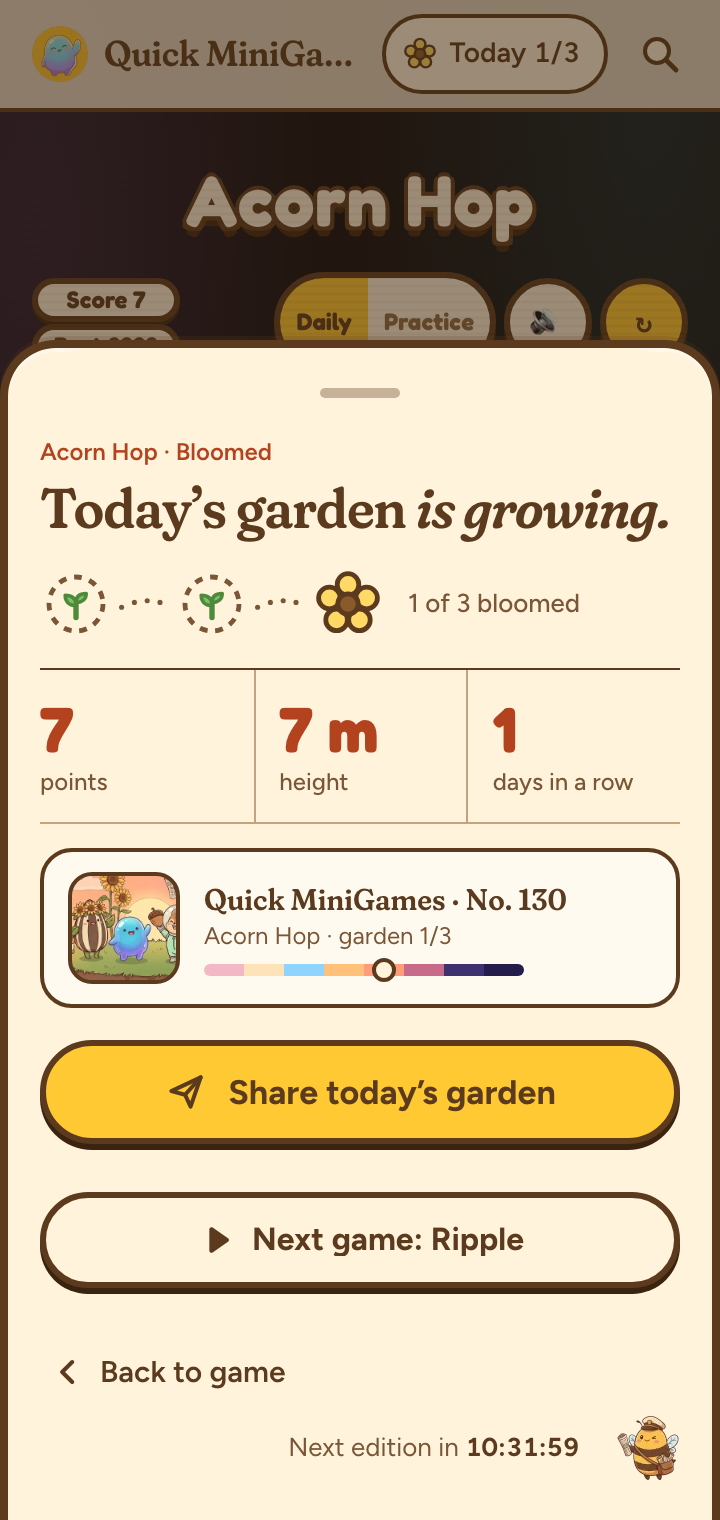 Quick MiniGa...
Today 1/3
Acorn Hop
Score 7
Daily
Practice
Acorn Hop · Bloomed
Today’s garden is growing.
1 of 3 bloomed
7
points
7 m
height
1
days in a row
Quick MiniGames · No. 130
Acorn Hop · garden 1/3
Share today’s garden
Next game: Ripple
Back to game
Next edition in 10:31:59